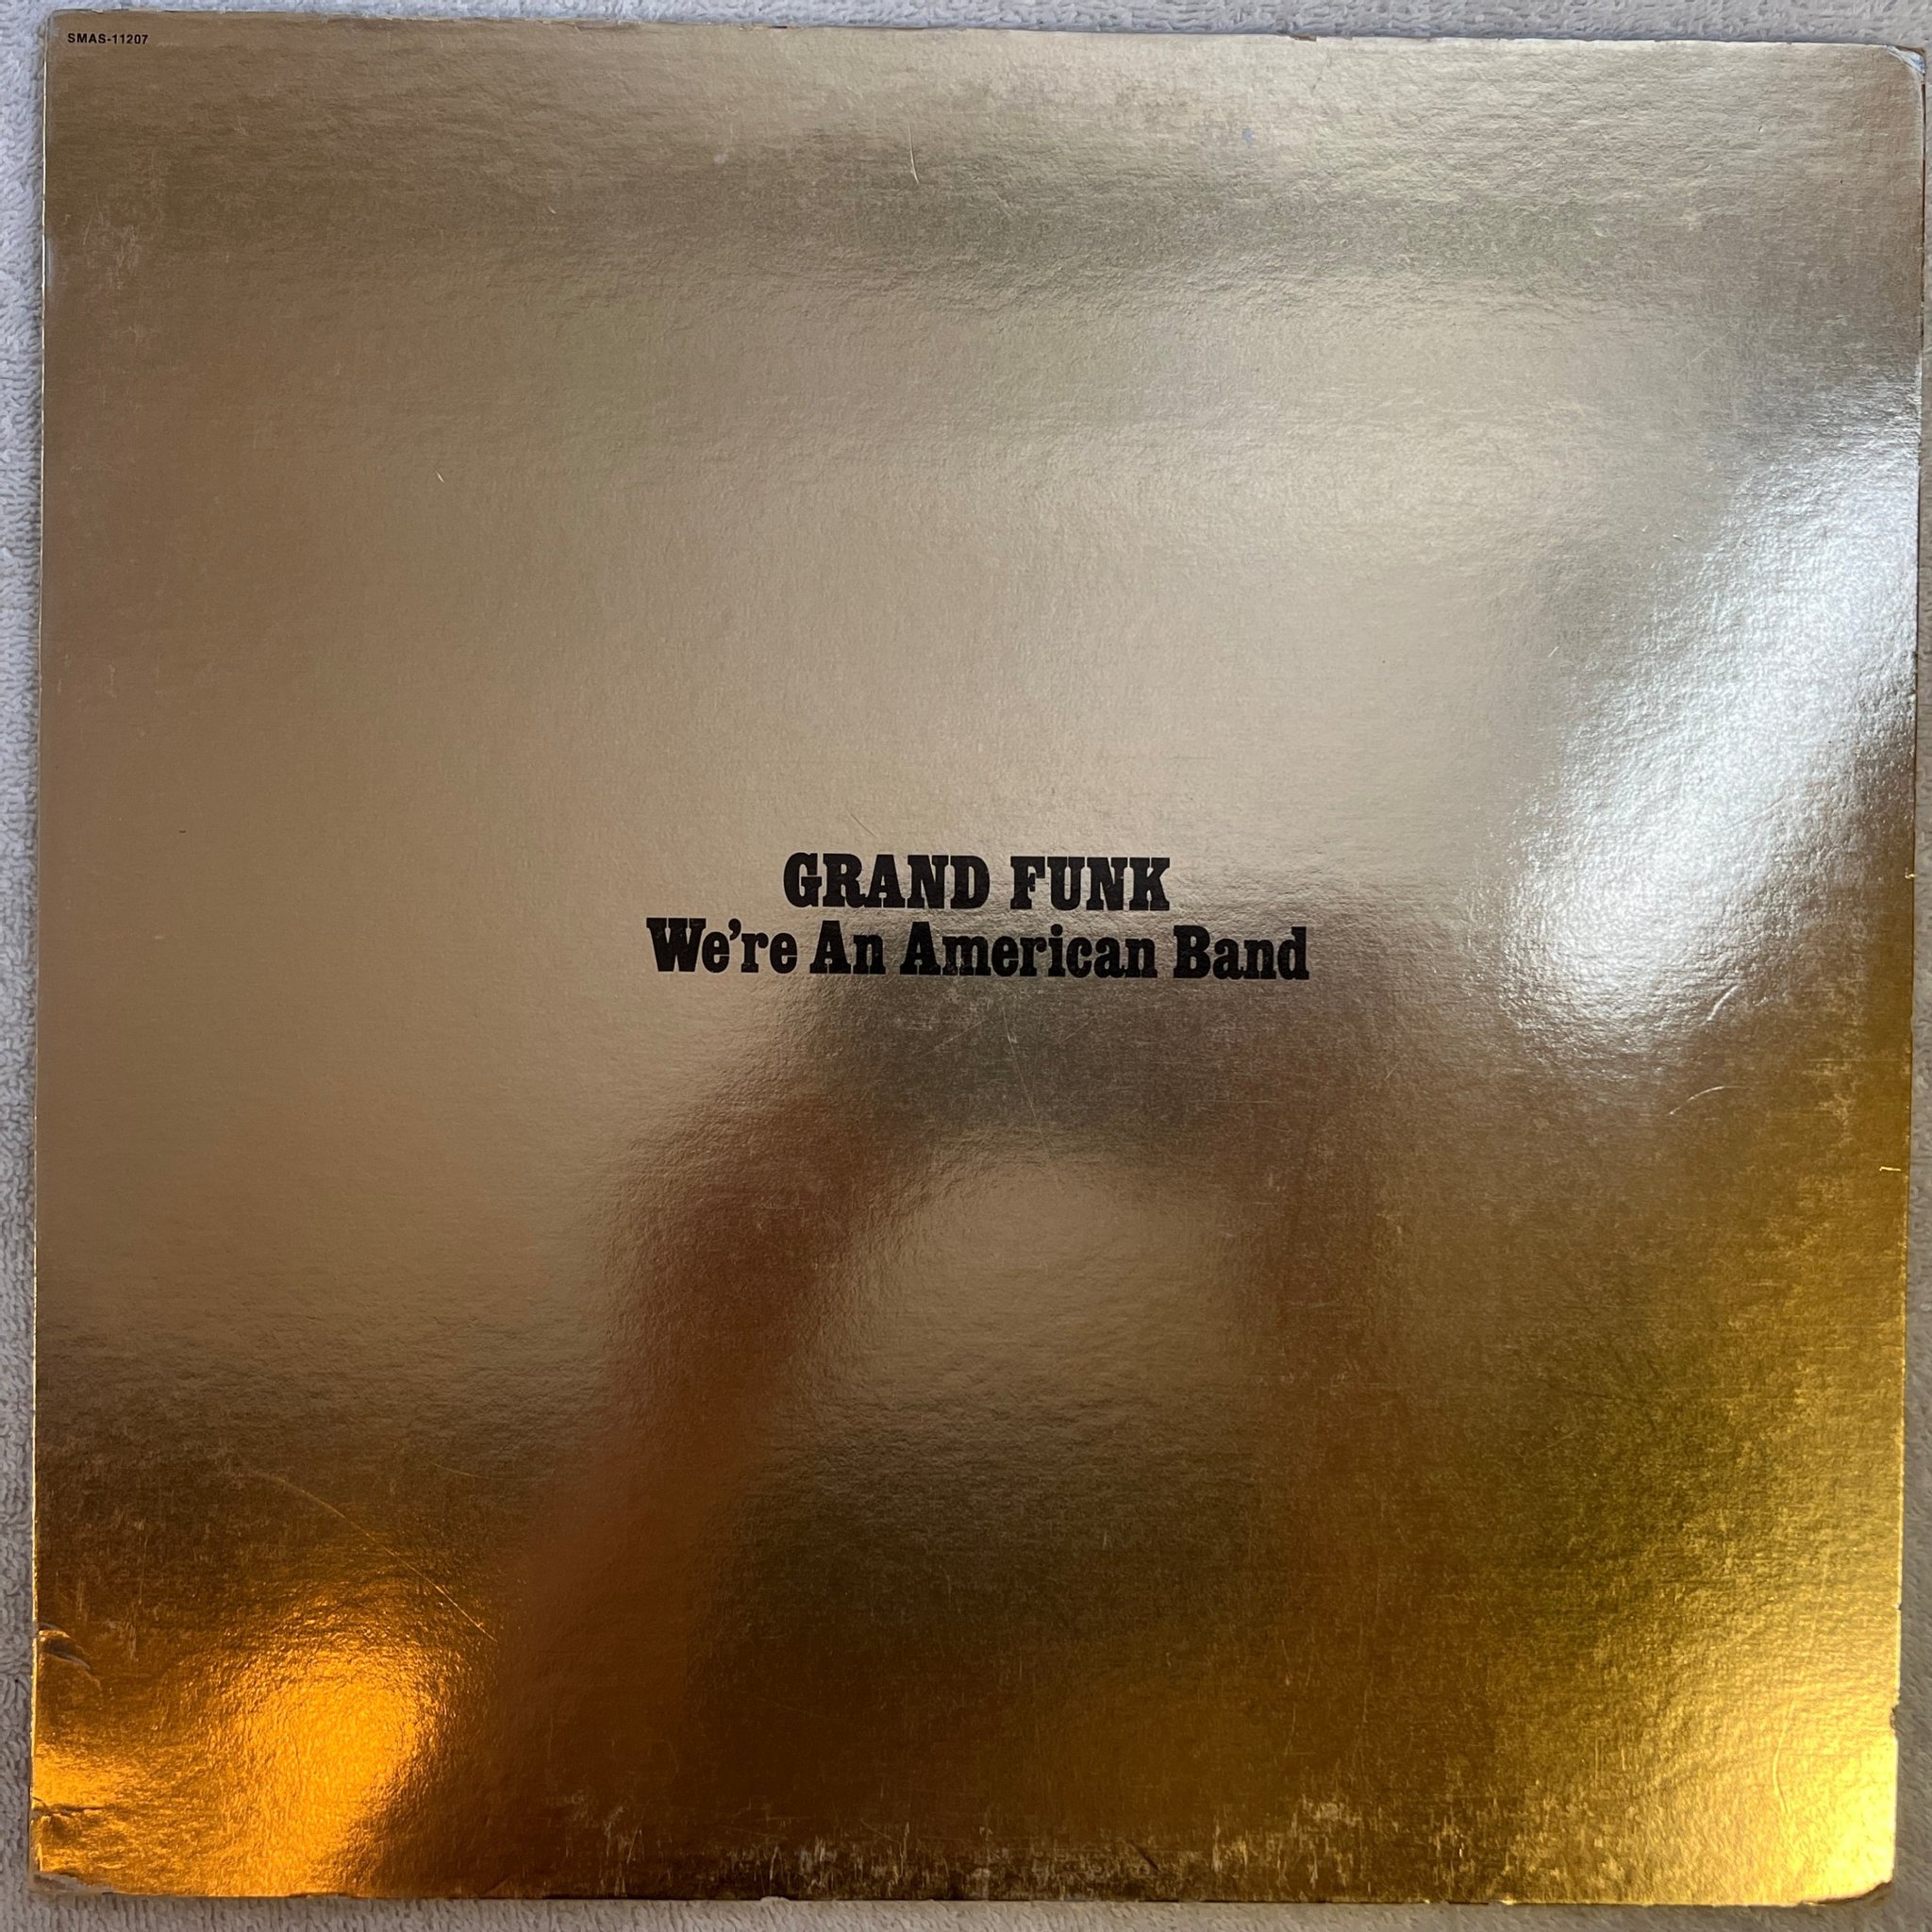 SMAS-11207
GRAND FUNK
We're An American Band